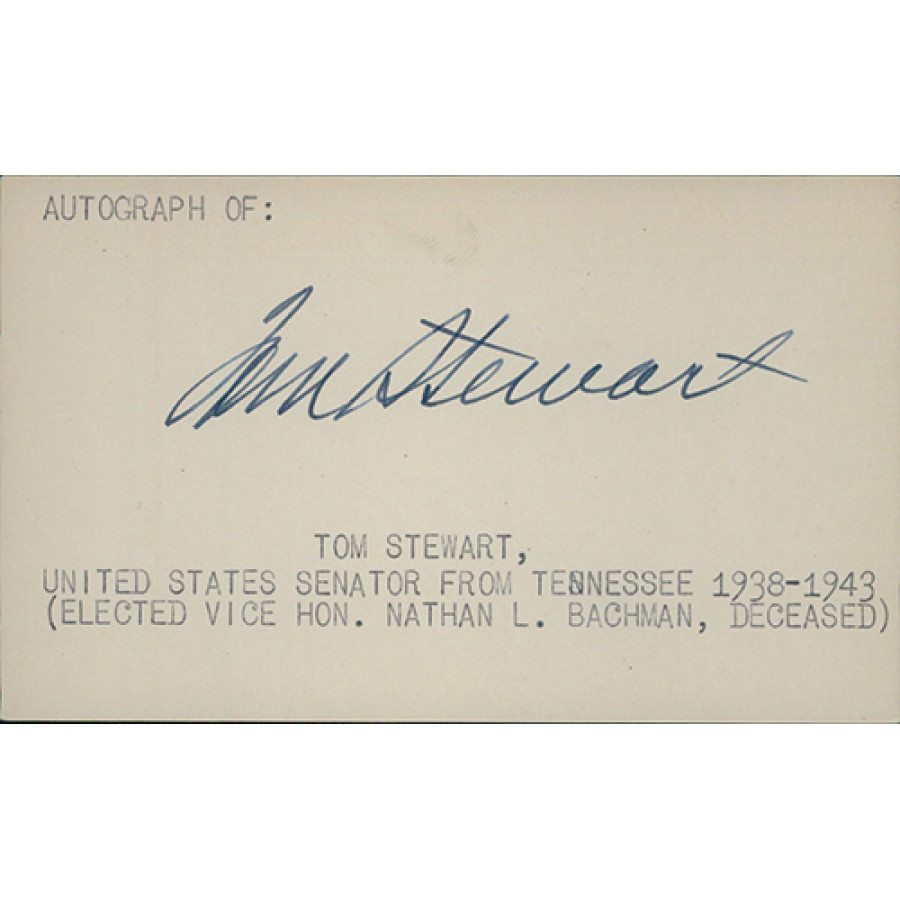 AUTOGRAPH OF:
Tom Stewart
TOM STEWART,
UNITED STATES SENATOR FROM TENNESSEE 1938-1943
(ELECTED VICE HON. NATHAN L. BACHMAN, DECEASED)